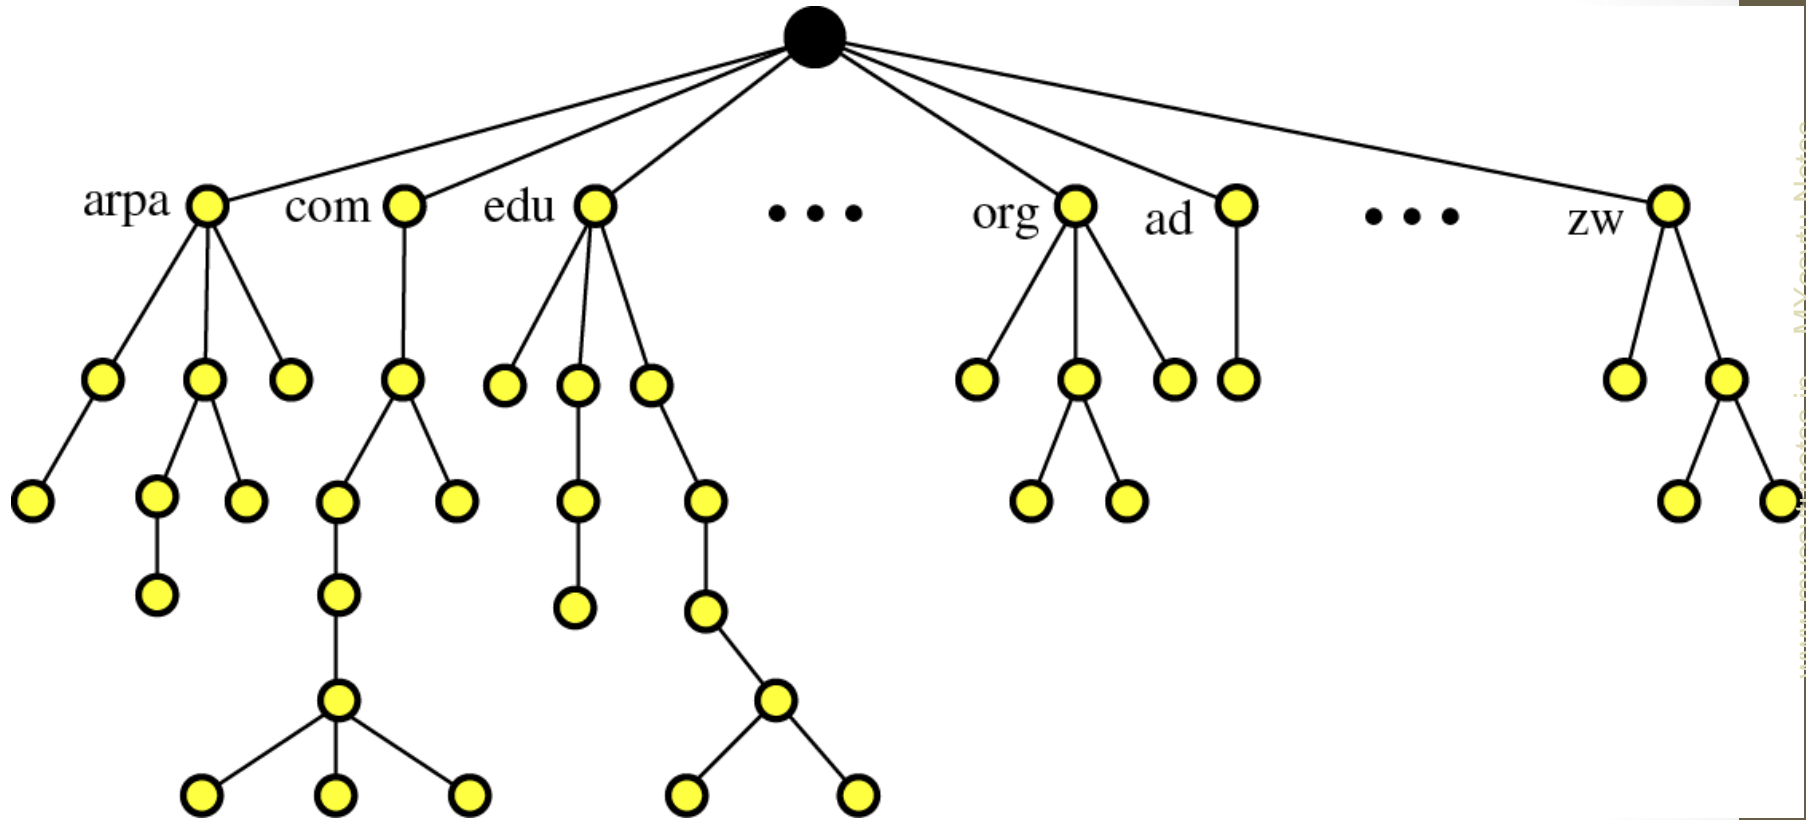 arpa
com
edu
• • •
org
ad
• • •
zw